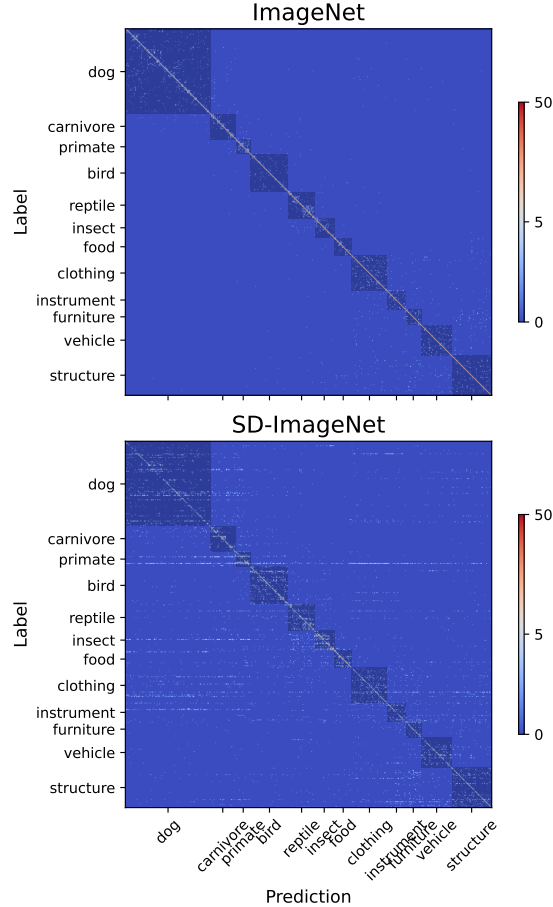 ImageNet
dog
carnivore
primate
bird
reptile
insect
food
clothing
instrument
furniture
vehicle
structure
Label
50
5
0
SD-ImageNet
dog
carnivore
primate
bird
reptile
insect
food
clothing
instrument
furniture
vehicle
structure
Label
50
5
0
dog
carnivore
primate
bird
reptile
insect
food
clothing
instrument
furniture
vehicle
structure
Prediction